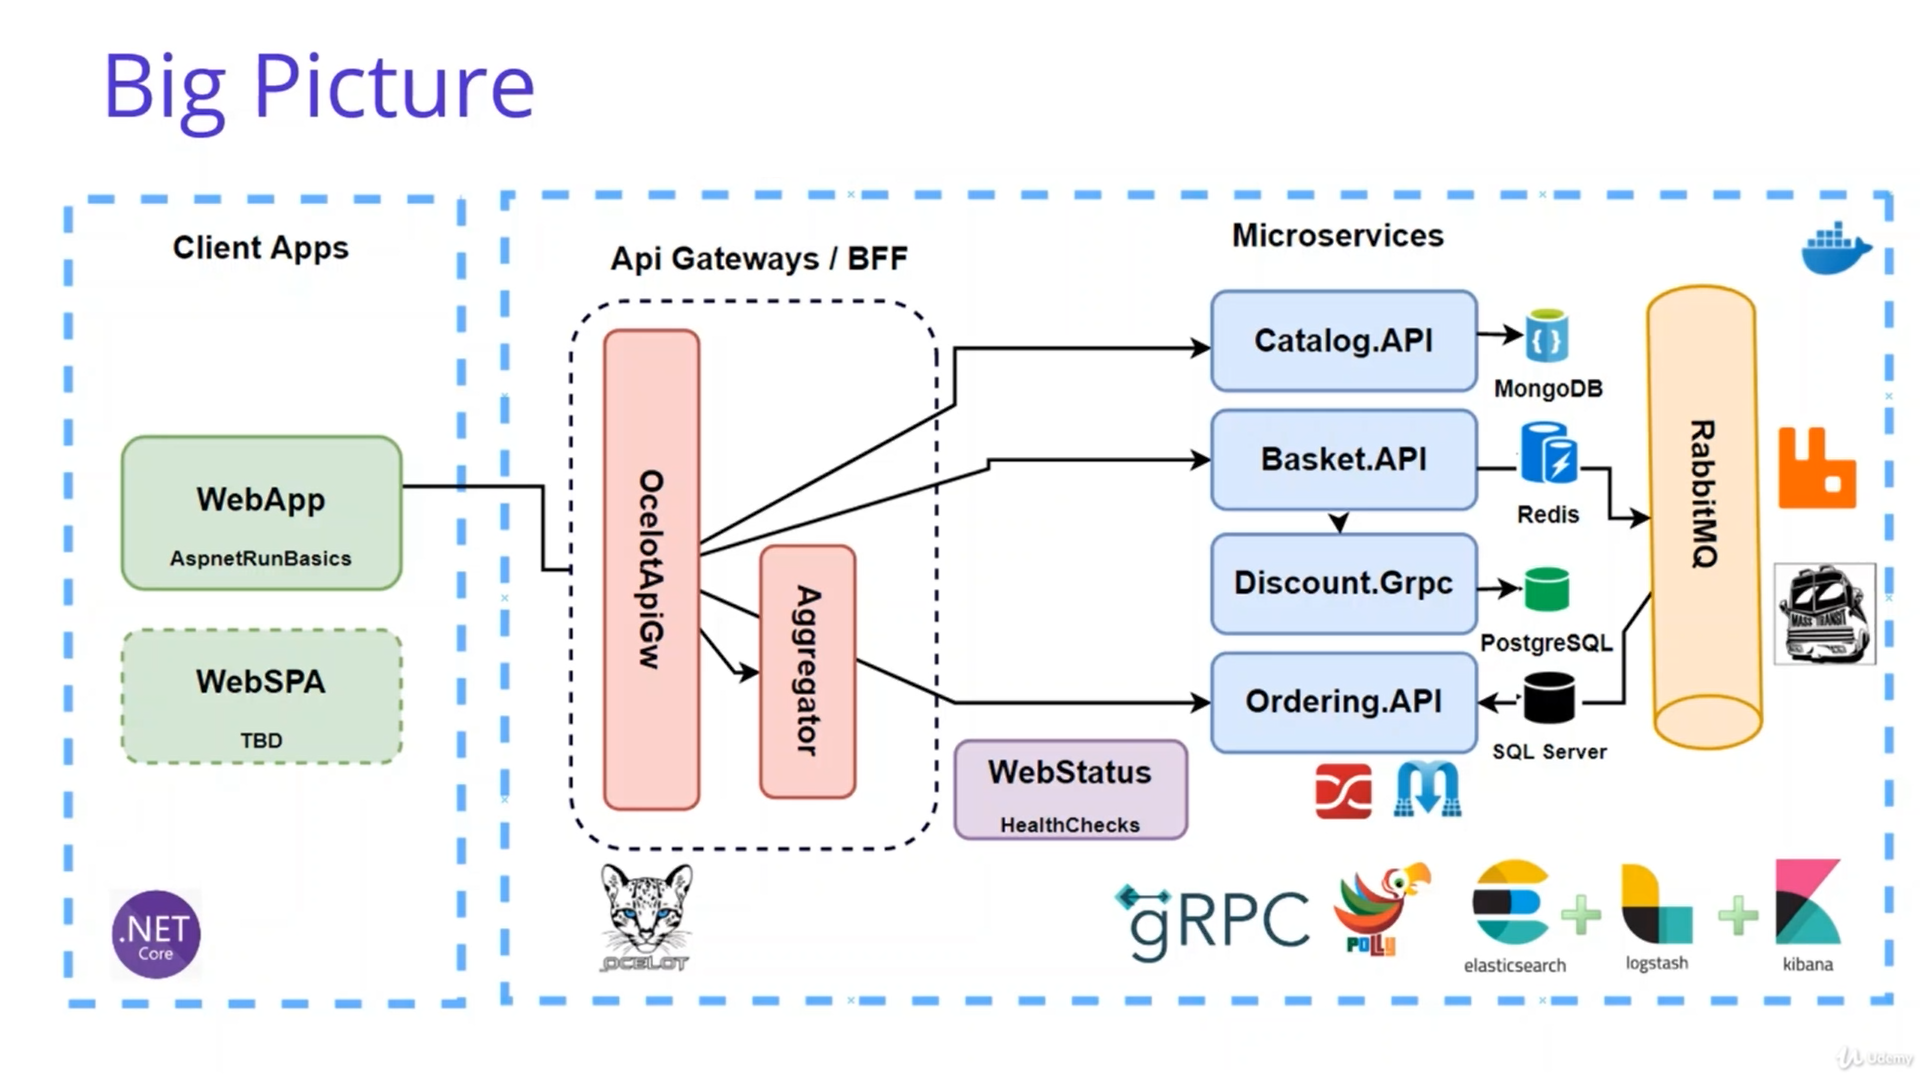 Big Picture
Client Apps
WebApp
AspnetRunBasics
WebSPA
TBD
.NET
Core
Api Gateways / BFF
OcelotApiGw
Aggregator
OCELOT
Microservices
Catalog.API
MongoDB
Basket.API
Redis
Discount.Grpc
PostgreSQL
Ordering.API
SQL Server
WebStatus
HealthChecks
RabbitMQ
MASS TRANSIT
gRPC
POLLY
elasticsearch
logstash
kibana
Udemy